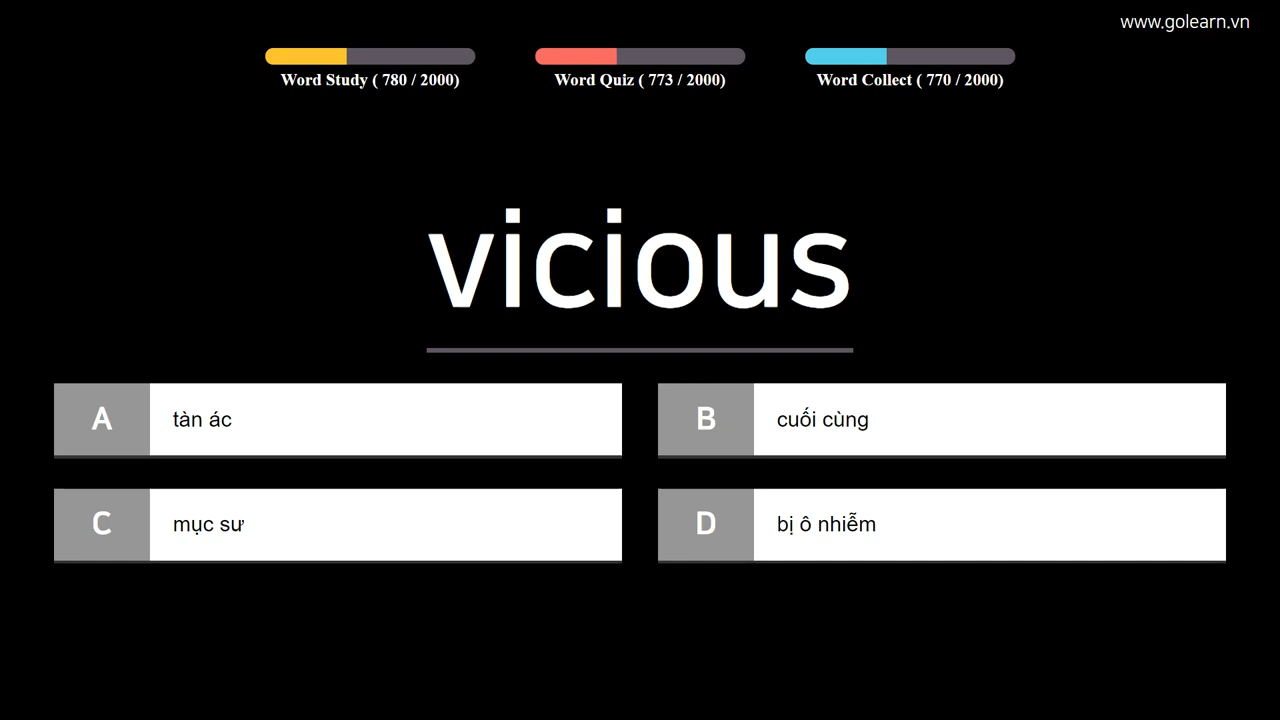 www.golearn.vn
Word Study ( 780 / 2000)
Word Quiz ( 773 / 2000)
Word Collect ( 770 / 2000)
vicious
A tàn ác
B cuối cùng
C mục sư
D bị ô nhiễm